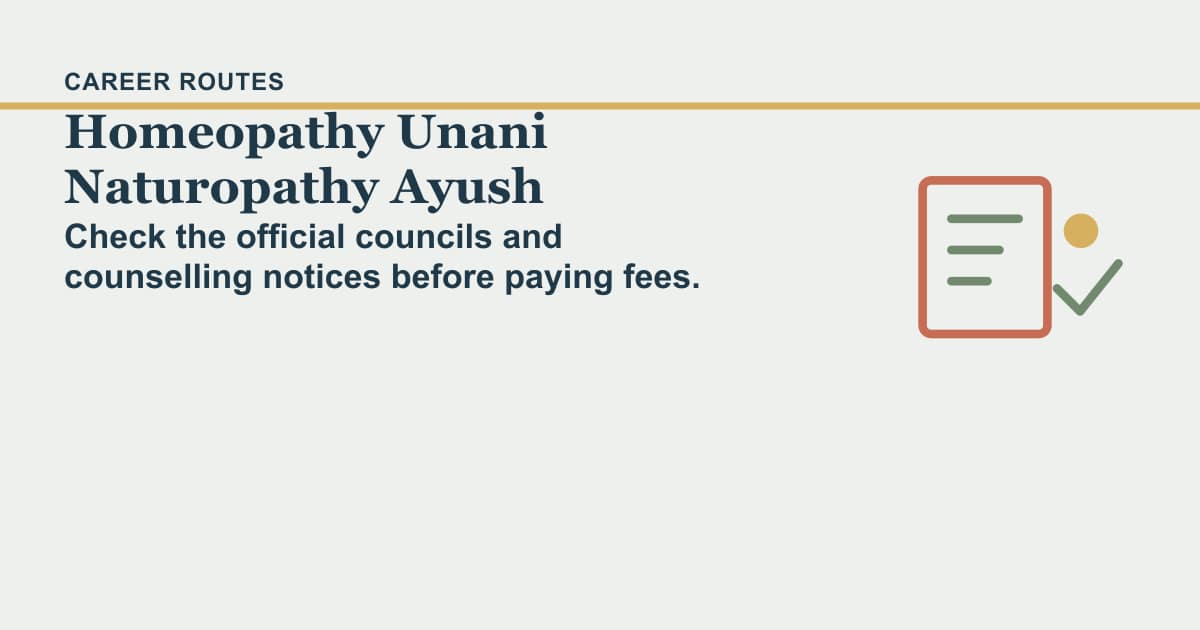 CAREER ROUTES
Homeopathy Unani
Naturopathy Ayush
Check the official councils and
counselling notices before paying fees.